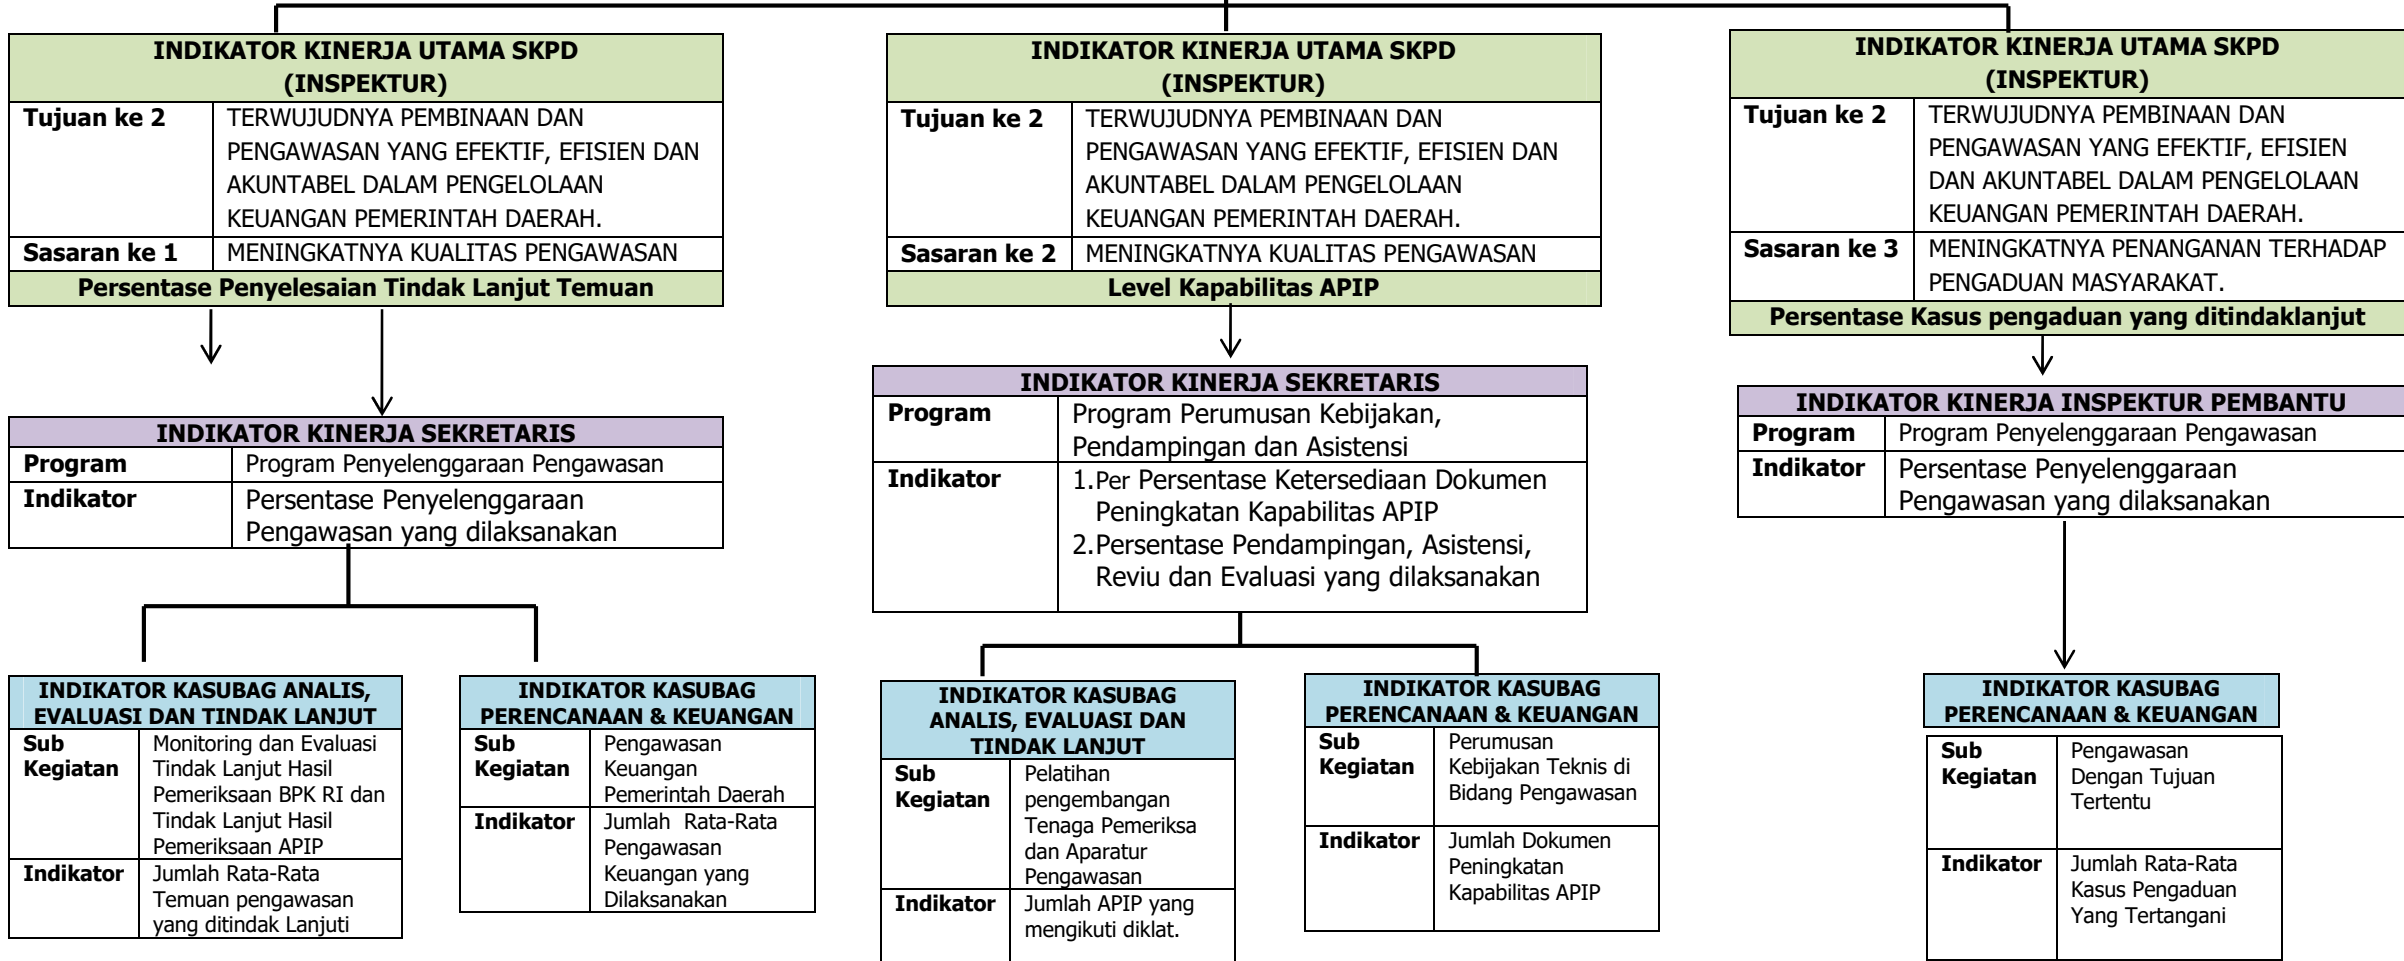 INDIKATOR KINERJA UTAMA SKPD
(INSPEKTUR)
Tujuan ke 2 TERWUJUDNYA PEMBINAAN DAN
PENGAWASAN YANG EFEKTIF, EFISIEN DAN
AKUNTABEL DALAM PENGELOLAAN
KEUANGAN PEMERINTAH DAERAH.
Sasaran ke 1 MENINGKATNYA KUALITAS PENGAWASAN
Persentase Penyelesaian Tindak Lanjut Temuan
INDIKATOR KINERJA SEKRETARIS
Program Program Penyelenggaraan Pengawasan
Indikator Persentase Penyelenggaraan
Pengawasan yang dilaksanakan
INDIKATOR KASUBAG ANALIS,
EVALUASI DAN TINDAK LANJUT
Sub Monitoring dan Evaluasi
Kegiatan Tindak Lanjut Hasil
Pemeriksaan BPK RI dan
Tindak Lanjut Hasil
Pemeriksaan APIP
Indikator Jumlah Rata-Rata
Temuan pengawasan
yang ditindak Lanjuti
INDIKATOR KASUBAG
PERENCANAAN & KEUANGAN
Sub Pengawasan
Kegiatan Keuangan
Pemerintah Daerah
Indikator Jumlah Rata-Rata
Pengawasan
Keuangan yang
Dilaksanakan
INDIKATOR KINERJA UTAMA SKPD
(INSPEKTUR)
Tujuan ke 2 TERWUJUDNYA PEMBINAAN DAN
PENGAWASAN YANG EFEKTIF, EFISIEN DAN
AKUNTABEL DALAM PENGELOLAAN
KEUANGAN PEMERINTAH DAERAH.
Sasaran ke 2 MENINGKATNYA KUALITAS PENGAWASAN
Level Kapabilitas APIP
INDIKATOR KINERJA SEKRETARIS
Program Program Perumusan Kebijakan,
Pendampingan dan Asistensi
Indikator 1.Per Persentase Ketersediaan Dokumen
Peningkatan Kapabilitas APIP
2.Persentase Pendampingan, Asistensi,
Reviu dan Evaluasi yang dilaksanakan
INDIKATOR KASUBAG
ANALIS, EVALUASI DAN
TINDAK LANJUT
Sub Pelatihan
Kegiatan pengembangan
Tenaga Pemeriksa
dan Aparatur
Pengawasan
Indikator Jumlah APIP yang
mengikuti diklat.
INDIKATOR KASUBAG
PERENCANAAN & KEUANGAN
Sub Perumusan
Kegiatan Kebijakan Teknis di
Bidang Pengawasan
Indikator Jumlah Dokumen
Peningkatan
Kapabilitas APIP
INDIKATOR KINERJA UTAMA SKPD
(INSPEKTUR)
Tujuan ke 2 TERWUJUDNYA PEMBINAAN DAN
PENGAWASAN YANG EFEKTIF, EFISIEN
DAN AKUNTABEL DALAM PENGELOLAAN
KEUANGAN PEMERINTAH DAERAH.
Sasaran ke 3 MENINGKATNYA PENANGANAN TERHADAP
PENGADUAN MASYARAKAT.
Persentase Kasus pengaduan yang ditindaklanjut
INDIKATOR KINERJA INSPEKTUR PEMBANTU
Program Program Penyelenggaraan Pengawasan
Indikator Persentase Penyelenggaraan
Pengawasan yang dilaksanakan
INDIKATOR KASUBAG
PERENCANAAN & KEUANGAN
Sub Pengawasan
Kegiatan Dengan Tujuan
Tertentu
Indikator Jumlah Rata-Rata
Kasus Pengaduan
Yang Tertangani